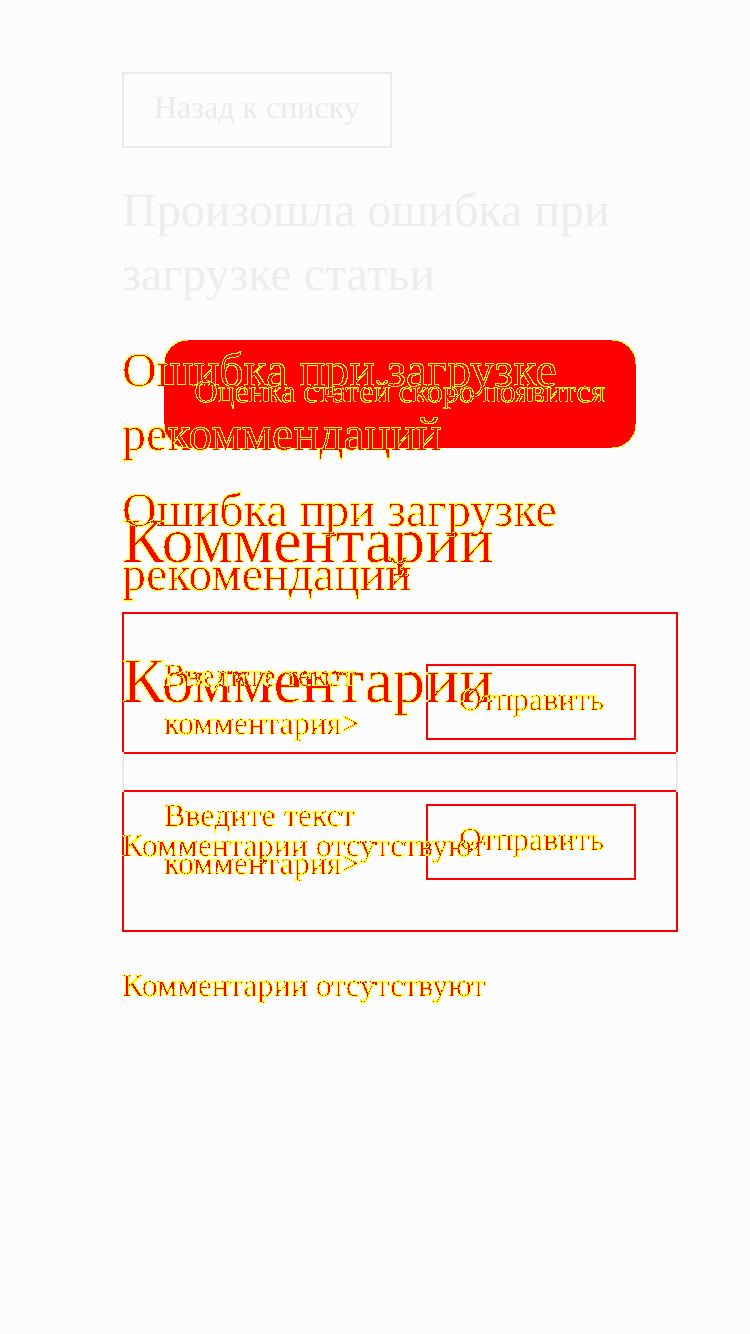 Назад к списку
Произошла ошибка при
загрузке статьи
Ошибка при загрузке
Оценка статей скоро появится
рекоммендаций
Ошибка при загрузке
Комментарии
рекомендаций
Введите текст
Комментарии
Отправить
комментария>
Введите текст
Отправить
Комментарии отсутствуют
комментария>
Комментарии отсутствуют